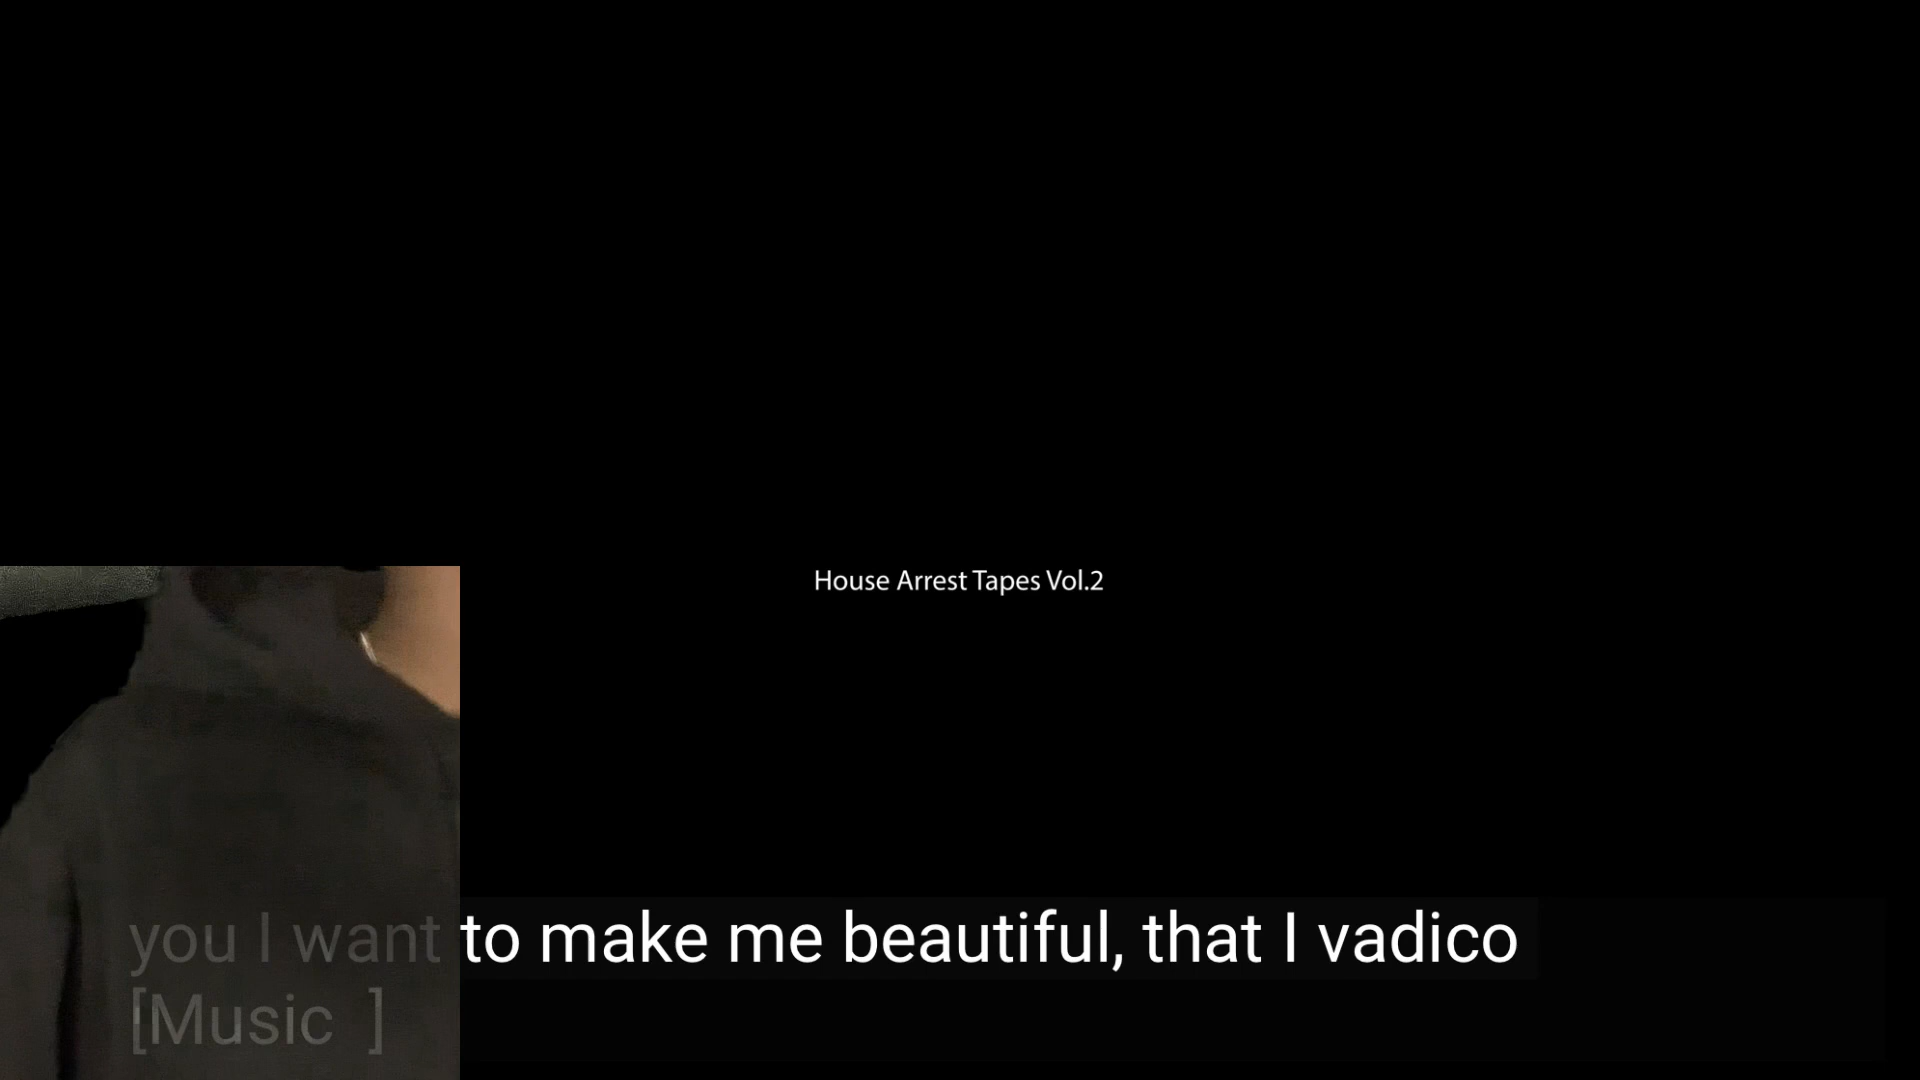 House Arrest Tapes Vol.2
you I want to make me beautiful, that I vadico
[Music  ]